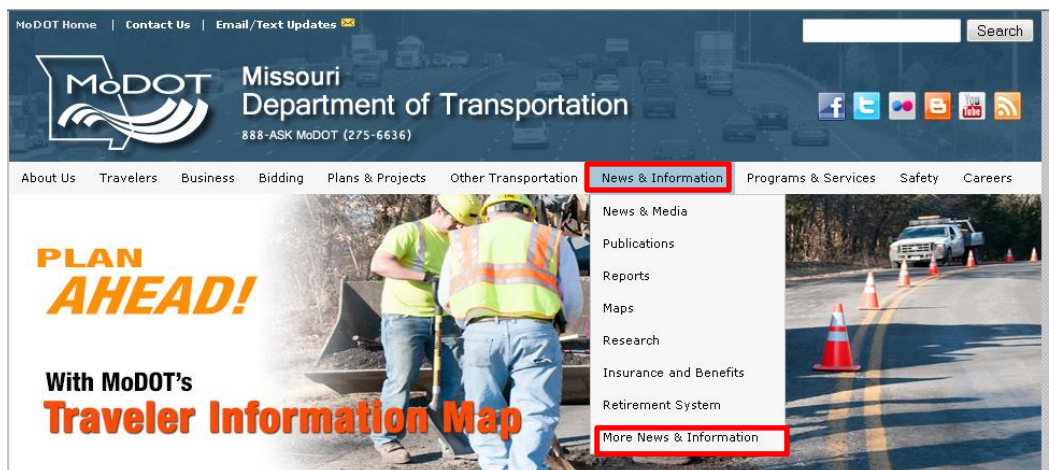 MoDOT Home | Contact Us | Email/Text Updates
Search
MoDOT
Missouri
Department of Transportation
888-ASK MoDOT (275-6636)
You
Tube
About Us Travelers Business Bidding Plans & Projects Other Transportation News & Information Programs & Services Safety Careers
News & Media
Publications
Reports
Maps
Research
Insurance and Benefits
Retirement System
More News & Information
PLAN
AHEAD!
With MoDOT's
Traveler Information Map